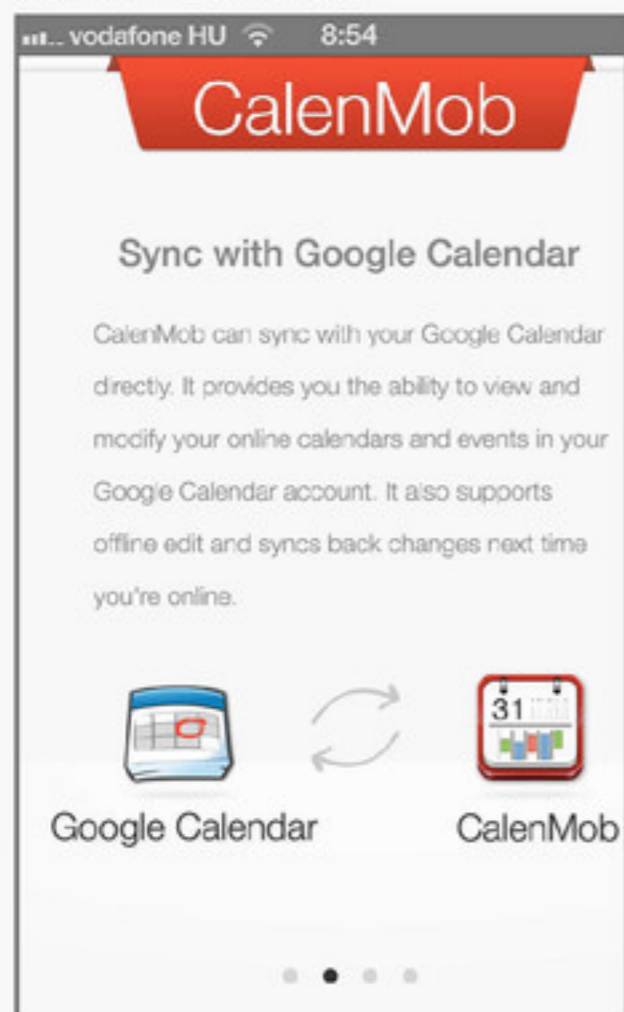 vodafone HU 8:54
CalenMob
Sync with Google Calendar
CalenMob can sync with your Google Calendar
directly. It provides you the ability to view and
modify your online calendars and events in your
Google Calendar account. It also supports
offline edit and syncs back changes next time
you're online.
31
Google Calendar CalenMob